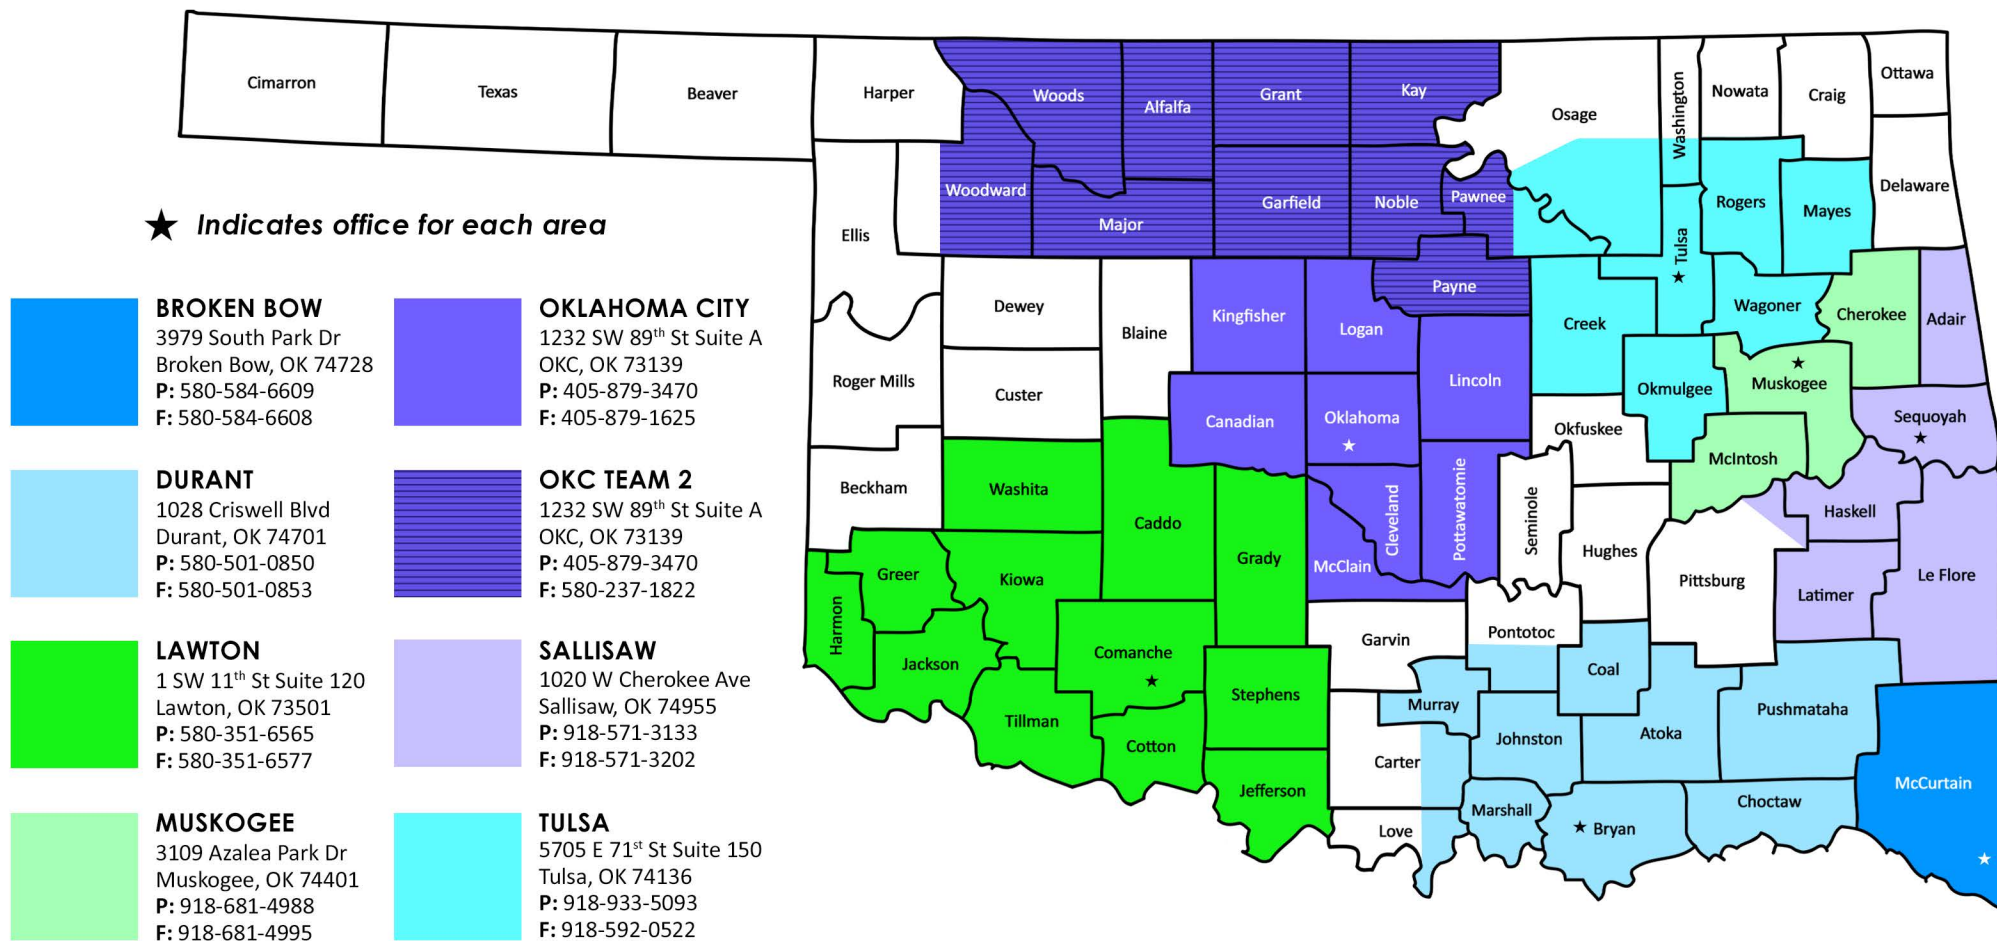 Indicates office for each area
BROKEN BOW
3979 South Park Dr
Broken Bow, OK 74728
P: 580-584-6609
F: 580-584-6608
DURANT
1028 Criswell Blvd
Durant, OK 74701
P: 580-501-0850
F: 580-501-0853
LAWTON
1 SW 11th St Suite 120
Lawton, OK 73501
P: 580-351-6565
F: 580-351-6577
MUSKOGEE
3109 Azalea Park Dr
Muskogee, OK 74401
P: 918-681-4988
F: 918-681-4995
OKLAHOMA CITY
1232 SW 89th St Suite A
OKC, OK 73139
P: 405-879-3470
F: 405-879-1625
OKC TEAM 2
1232 SW 89th St Suite A
OKC, OK 73139
P: 405-879-3470
F: 580-237-1822
SALLISAW
1020 W Cherokee Ave
Sallisaw, OK 74955
P: 918-571-3133
F: 918-571-3202
TULSA
5705 E 71st St Suite 150
Tulsa, OK 74136
P: 918-933-5093
F: 918-592-0522
Cimarron
Texas
Beaver
Harper
Woods
Alfalfa
Grant
Kay
Osage
Washington
Nowata
Craig
Ottawa
Ellis
Woodward
Major
Garfield
Noble
Pawnee
Tulsa
Rogers
Mayes
Delaware
Dewey
Blaine
Kingfisher
Logan
Payne
Creek
Wagoner
Cherokee
Adair
Roger Mills
Custer
Canadian
Oklahoma
Lincoln
Okfuskee
Okmulgee
Muskogee
Sequoyah
Beckham
Washita
Caddo
Grady
McClain
Cleveland
Pottawatomie
Seminole
Hughes
McIntosh
Haskell
Pittsburg
Latimer
Le Flore
Harmon
Greer
Kiowa
Jackson
Comanche
Tillman
Cotton
Stephens
Jefferson
Garvin
Pontotoc
Murray
Coal
Carter
Johnston
Atoka
Pushmataha
Love
Marshall
Bryan
Choctaw
McCurtain